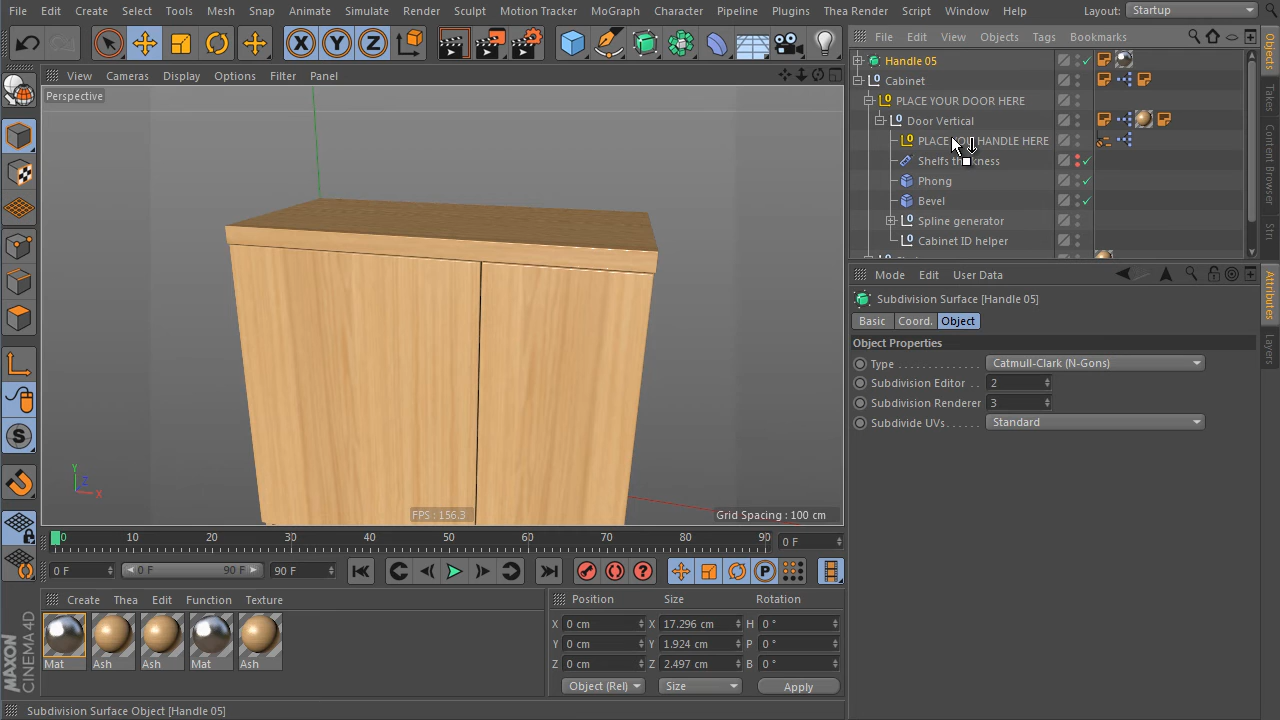 File Edit Create Select Tools Mesh Snap Animate Simulate Render Sculpt Motion Tracker MoGraph Character Pipeline Plugins Thea Render Script Window Help Layout: Startup
File Edit View Objects Tags Bookmarks
View Cameras Display Options Filter Panel
Perspective
Handle 05
Cabinet
PLACE YOUR DOOR HERE
Door Vertical
HANDLE HERE
Phong
Bevel
Spline generator
Cabinet ID helper
Objects
Takes
Attributes
Layers
Mode Edit User Data
Subdivision Surface [Handle 05]
Basic Coord. Object
Object Properties
Type Catmull-Clark (N-Gons)
Subdivision Editor 2
Subdivision Renderer 3
Subdivide UVs Standard
Y
Z
X
FPS : 156.3
Grid Spacing : 100 cm
0 10 20 30 40 50 60 70 80 90 0 F
0 F 0 F 90 F 90 F
Create Thea Edit Function Texture
Mat Ash Ash Mat Ash
Position Size Rotation
X 0 cm X 17.296 cm H 0 °
Y 0 cm Y 1.924 cm P 0 °
Z 0 cm Z 2.497 cm B 0 °
Object (Rel) Size Apply
MAXON
CINEMA 4D
Subdivision Surface Object [Handle 05]